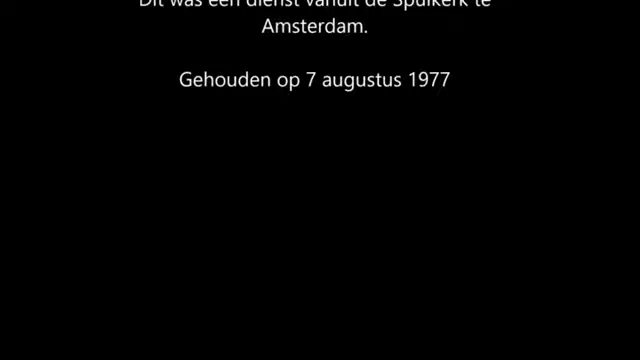 Dit was een dienst vanuit de Spuikerk te
Amsterdam.
Gehouden op 7 augustus 1977